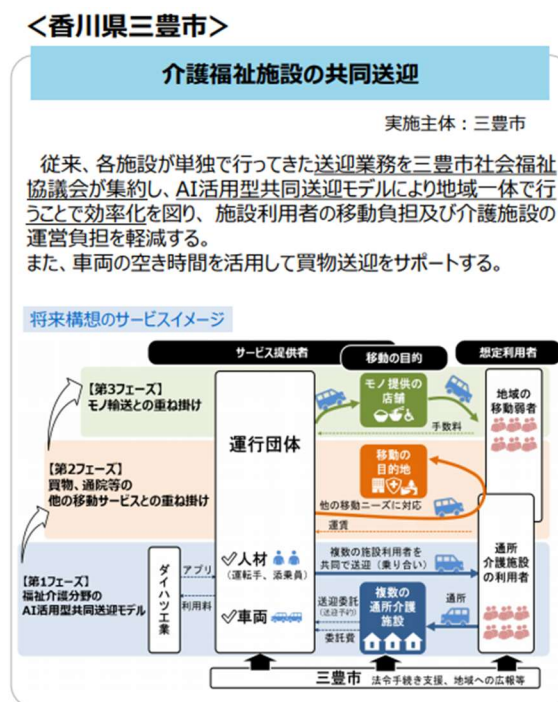 ＜香川県三豊市＞
介護福祉施設の共同送迎
実施主体：三豊市
従来、各施設が単独で行ってきた送迎業務を三豊市社会福祉
協議会が集約し、AI活用型共同送迎モデルにより地域一体で行
うことで効率化を図り、施設利用者の移動負担及び介護施設の
運営負担を軽減する。
また、車両の空き時間を活用して買物送迎をサポートする。
将来構想のサービスイメージ
サービス提供者
移動の目的
想定利用者
【第3フェーズ】
モノ輸送との重ね掛け
モノ提供の
店舗
手数料
地域の
移動弱者
【第2フェーズ】
買物、通院等の
他の移動サービスとの重ね掛け
運行団体
移動の
目的地
他の移動ニーズに対応
運賃
【第1フェーズ】
福祉介護分野の
AI活用型共同送迎モデル
ダイハツ工業
アプリ
利用料
人材
（運転手、添乗員）
車両
複数の施設利用者を
共同で送迎（乗り合い）
送迎委託
（送迎予約）
委託費
複数の
通所介護
施設
通所
通所
介護施設
の利用者
三豊市 法令手続き支援、地域への広報等